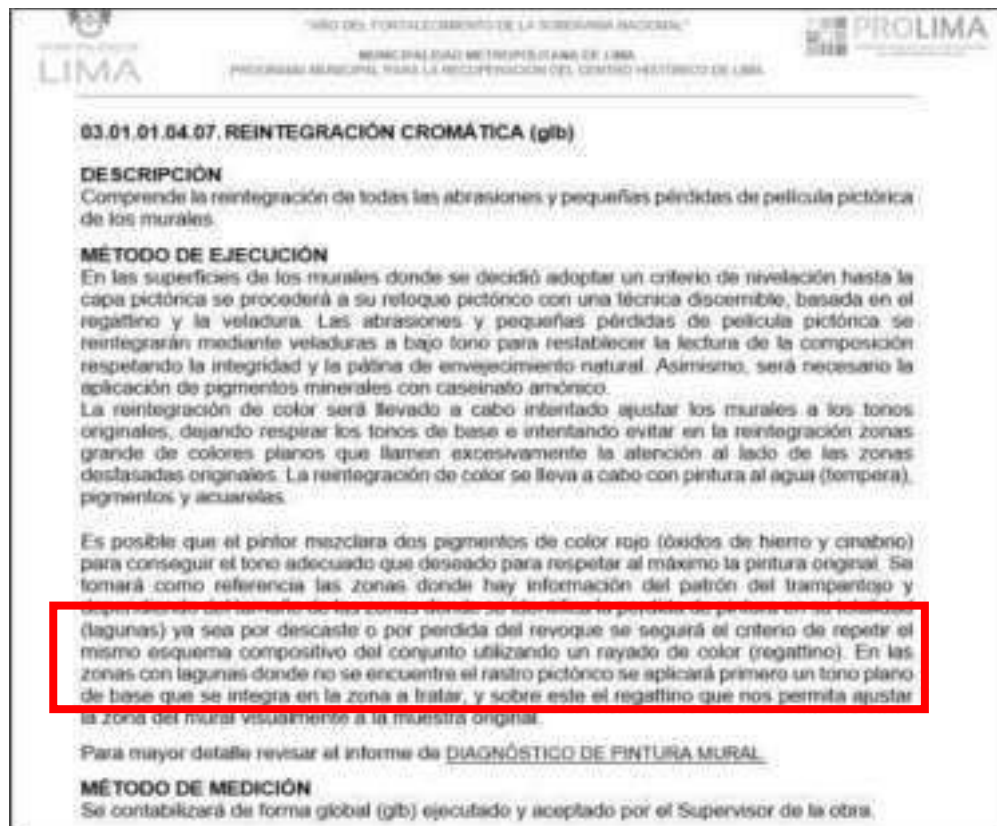 "AÑO DEL FORTALECIMIENTO DE LA SOBERANÍA NACIONAL"
PROLIMA
MUNICIPALIDAD METROPOLITANA DE LIMA
LIMA
PROGRAMA MUNICIPAL PARA LA RECUPERACIÓN DEL CENTRO HISTÓRICO DE LIMA
03.01.01.04.07. REINTEGRACIÓN CROMÁTICA (glb)
DESCRIPCIÓN
Comprende la reintegración de todas las abrasiones y pequeñas pérdidas de película pictórica
de los murales.
MÉTODO DE EJECUCIÓN
En las superficies de los murales donde se decidió adoptar un criterio de nivelación hasta la
capa pictórica se procederá a su retoque pictórico con una técnica discernible, basada en el
regattino y la veladura. Las abrasiones y pequeñas pérdidas de película pictórica se
reintegrarán mediante veladuras a bajo tono para restablecer la lectura de la composición
respetando la integridad y la pátina de envejecimiento natural. Asimismo, será necesario la
aplicación de pigmentos minerales con caseinato amónico.
La reintegración de color será llevado a cabo intentado ajustar los murales a los tonos
originales, dejando respirar los tonos de base e intentando evitar en la reintegración zonas
grande de colores planos que llamen excesivamente la atención al lado de las zonas
desfasadas originales. La reintegración de color se lleva a cabo con pintura al agua (tempera),
pigmentos y acuarelas.
Es posible que el pintor mezclara dos pigmentos de color rojo (óxidos de hierro y cinabrio)
para conseguir el tono adecuado que deseado para respetar al máximo la pintura original. Se
tomará como referencia las zonas donde hay información del patrón del trampantojo y
dependiendo del tamaño de las zonas donde se identifica la perdida de pintura en su totalidad
(lagunas) ya sea por descaste o por perdida del revoque se seguirá el criterio de repetir el
mismo esquema compositivo del conjunto utilizando un rayado de color (regattino). En las
zonas con lagunas donde no se encuentre el rastro pictórico se aplicará primero un tono plano
de base que se integra en la zona a tratar, y sobre este el regattino que nos permita ajustar
la zona del mural visualmente a la muestra original.
Para mayor detalle revisar el informe de DIAGNÓSTICO DE PINTURA MURAL.
MÉTODO DE MEDICIÓN
Se contabilizará de forma global (glb) ejecutado y aceptado por el Supervisor de la obra.